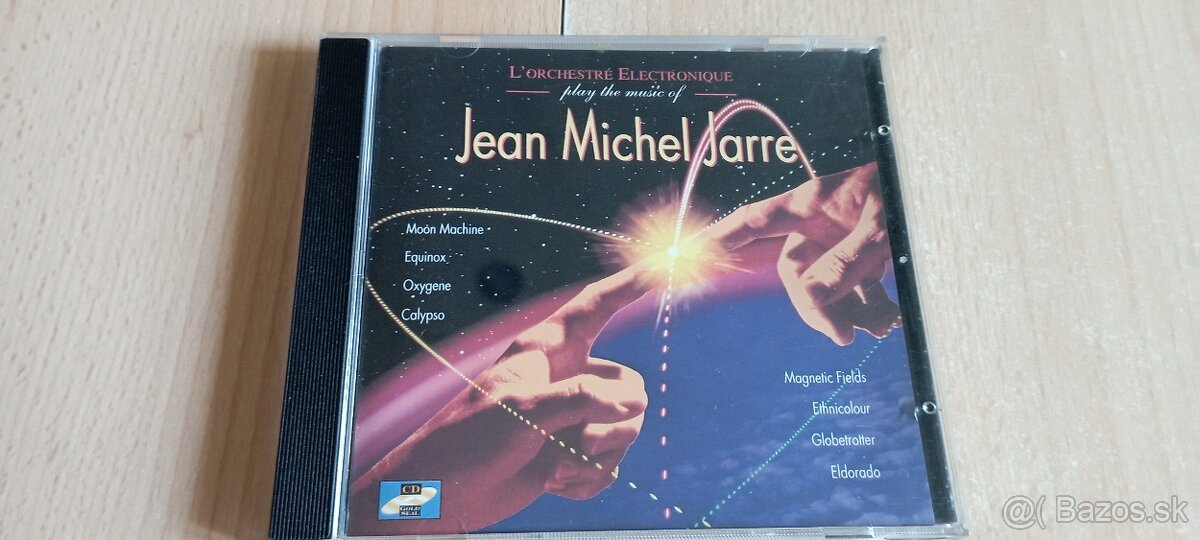 L'ORCHESTRÉ ELECTRONIQUE
play the music of
Jean Michel Jarre
Moon Machine
Equinox
Oxygene
Calypso
Magnetic Fields
Ethnicolour
Globetrotter
Eldorado
CD
GOLD
SEAL
@( Bazos.sk